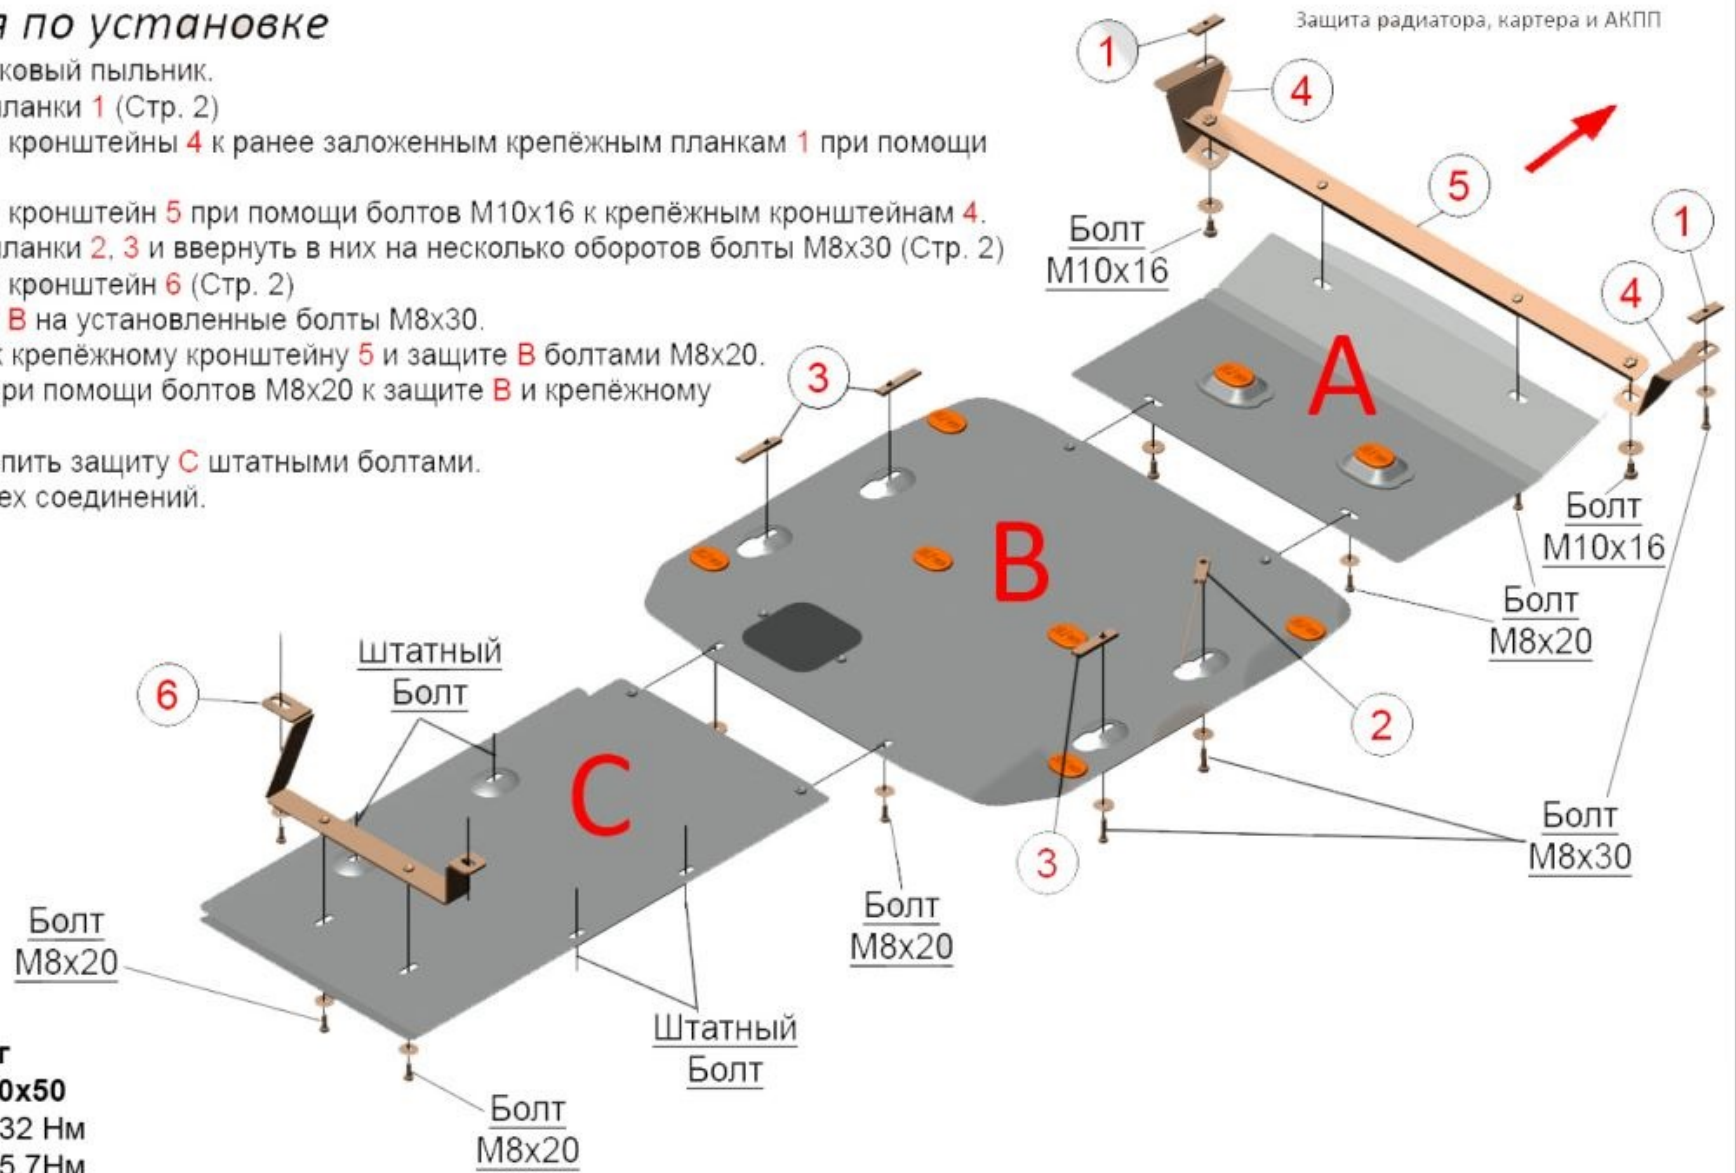 я по установке
Защита радиатора, картера и АКПП
ковый пыльник.
ланки 1 (Стр. 2)
кронштейны 4 к ранее заложенным крепёжным планкам 1 при помощи
кронштейн 5 при помощи болтов М10х16 к крепёжным кронштейнам 4.
ланки 2, 3 и ввернуть в них на несколько оборотов болты М8х30 (Стр. 2)
кронштейн 6 (Стр. 2)
В на установленные болты М8х30.
к крепёжному кронштейну 5 и защите В болтами М8х20.
ри помощи болтов М8х20 к защите В и крепёжному
пить защиту С штатными болтами.
ех соединений.
1
4
5
1
4
Болт
М10х16
А
3
В
Болт
М10х16
Болт
М8х20
2
6
Штатный
Болт
С
3
Болт
М8х30
Болт
М8х20
Болт
М8х20
Штатный
Болт
Болт
М8х20
г
0х50
32 Нм
5,7Нм